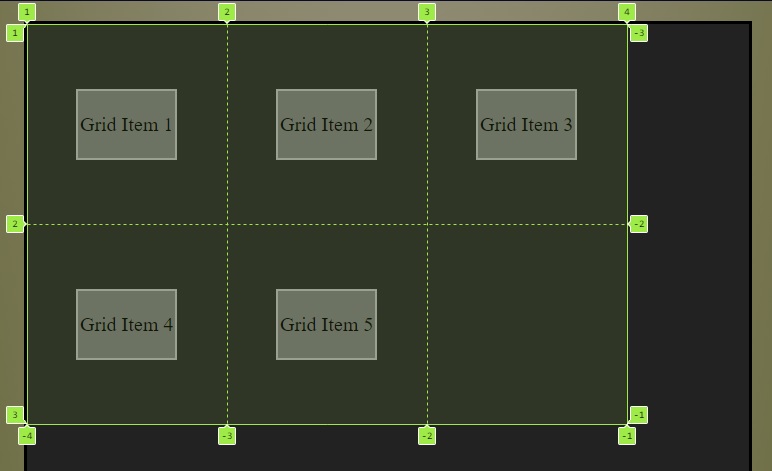 1 2 3 4
1 -3
Grid Item 1 Grid Item 2 Grid Item 3
2 -2
Grid Item 4 Grid Item 5
3 -1
-4 -3 -2 -1